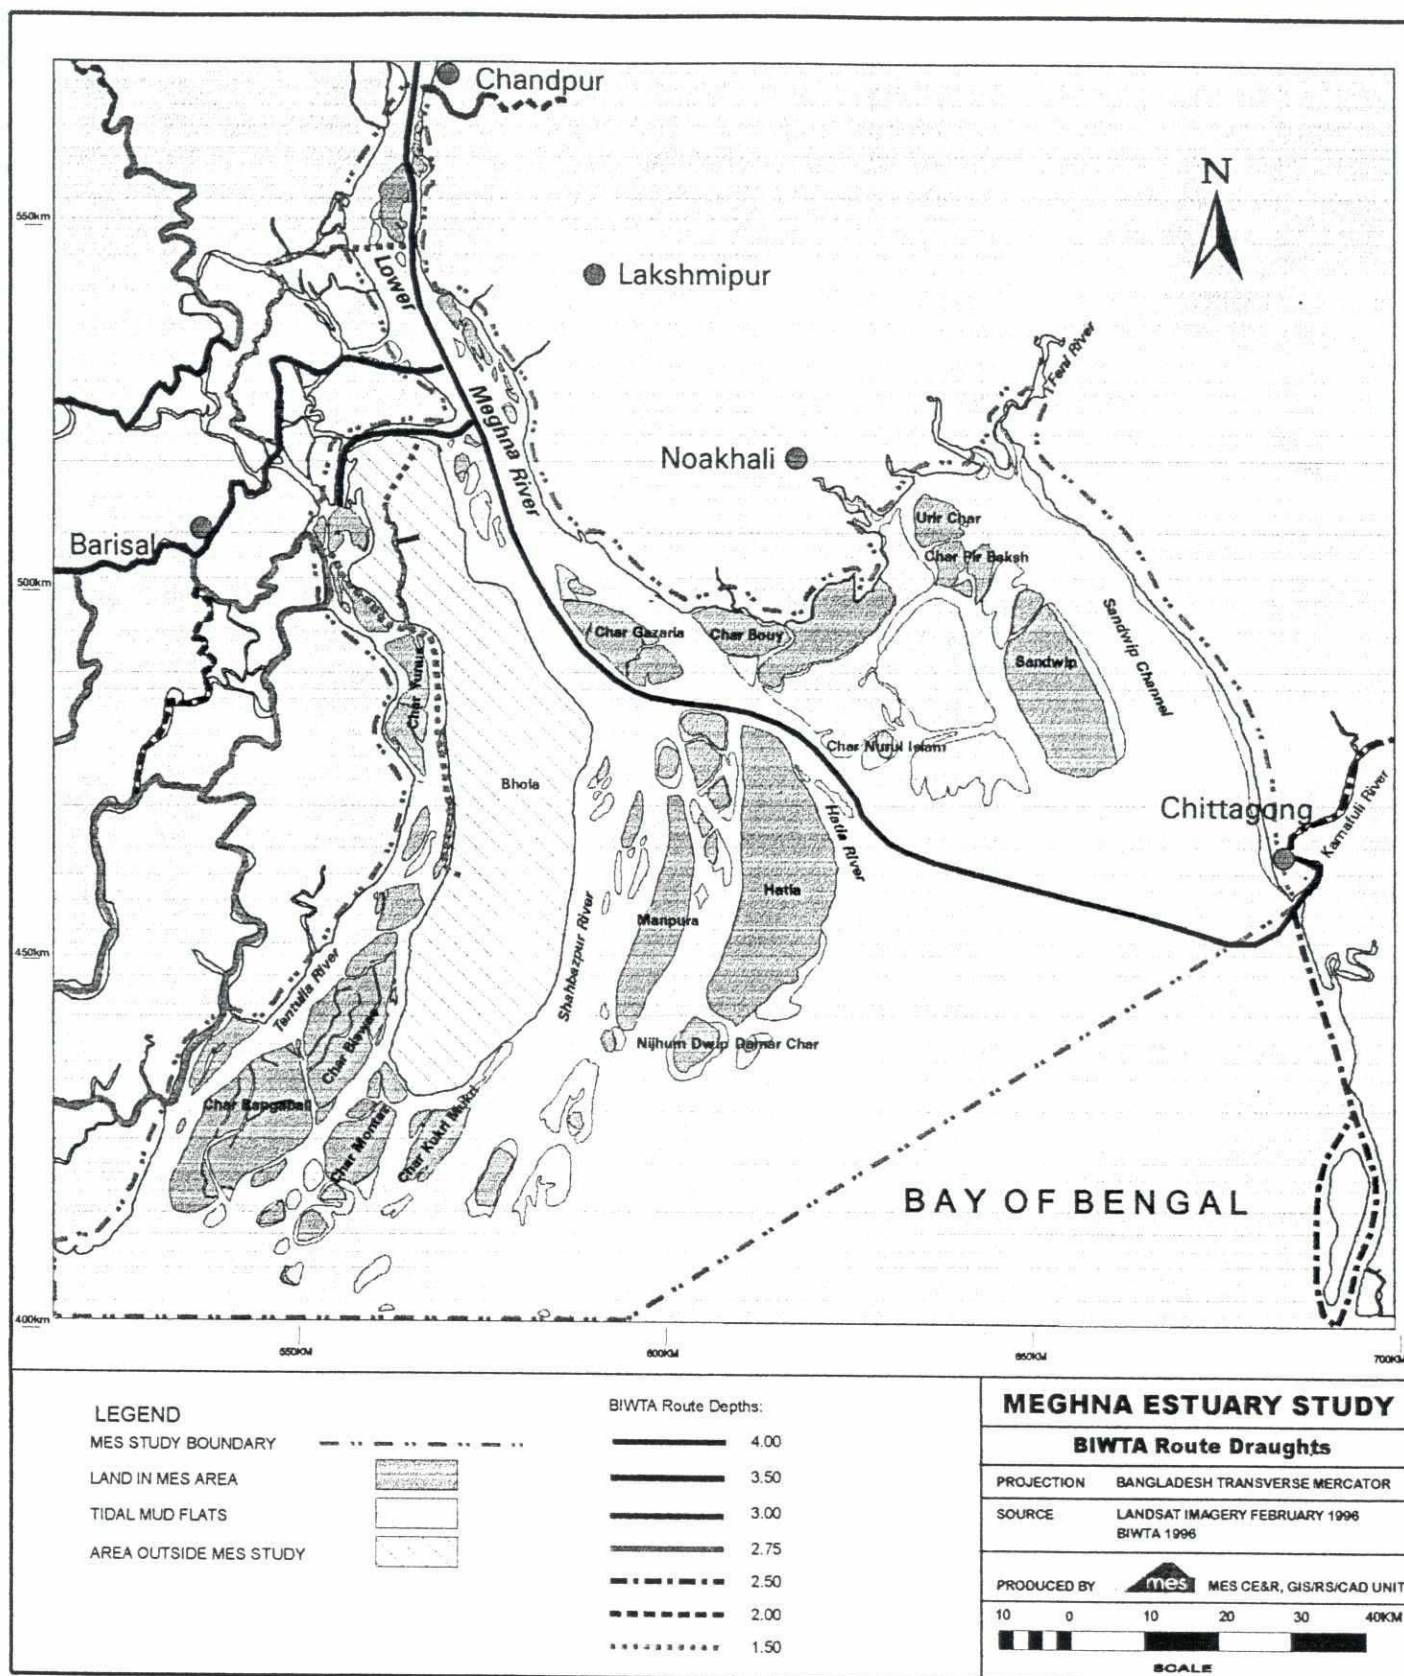 Chandpur
N
550km
Lower
Lakshmipur
Feni River
Meghna River
Noakhali
Urir Char
Barisal
Char Pir Baksh
500km
Char Gazaria
Char Bouy
Sandwip Channel
Sandwip
Char Yunus
Char Nurul Islam
Bhola
Hatia River
Chittagong
Karnafuli River
Hatia
Manpura
Shahbazpur River
450km
Tentulia River
Nijhum Dwip Damar Char
Char Biswas
Char Rangabali
Char Montaz
Char Kukri Mukri
BAY OF BENGAL
400km
550KM
600KM
650KM
700KM
LEGEND
MES STUDY BOUNDARY
LAND IN MES AREA
TIDAL MUD FLATS
AREA OUTSIDE MES STUDY
BIWTA Route Depths:
4.00
3.50
3.00
2.75
2.50
2.00
1.50
MEGHNA ESTUARY STUDY
BIWTA Route Draughts
PROJECTION BANGLADESH TRANSVERSE MERCATOR
SOURCE LANDSAT IMAGERY FEBRUARY 1996
BIWTA 1996
PRODUCED BY mes MES CE&R, GIS/RS/CAD UNIT
10 0 10 20 30 40KM
SCALE